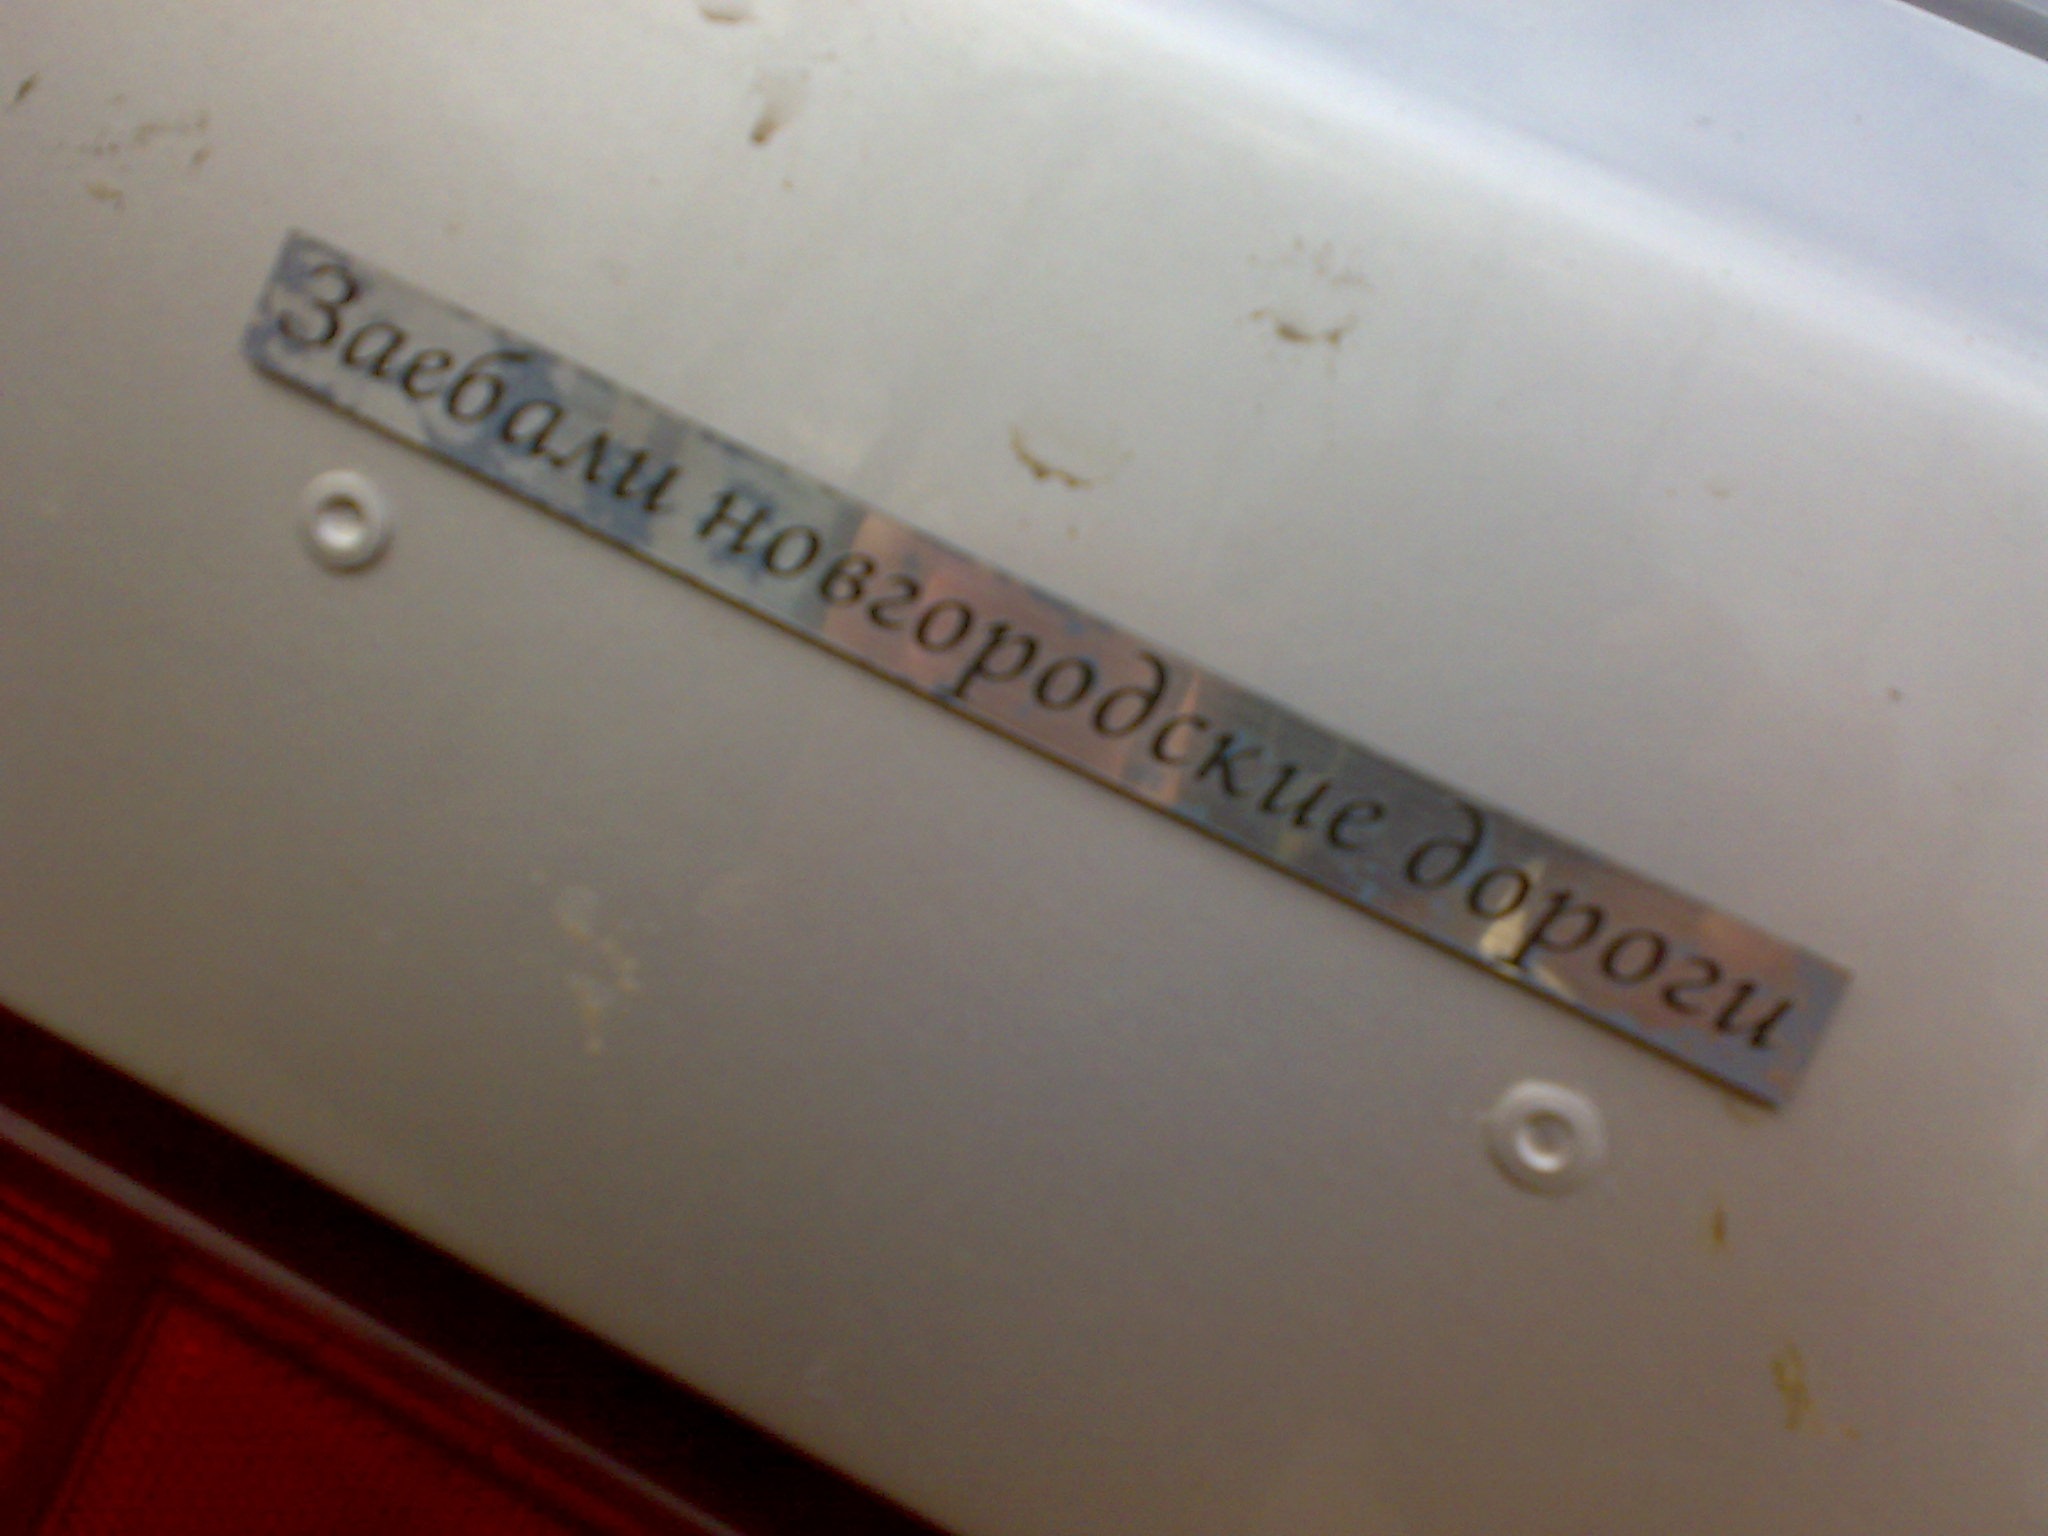 Заебали новгородские дороги